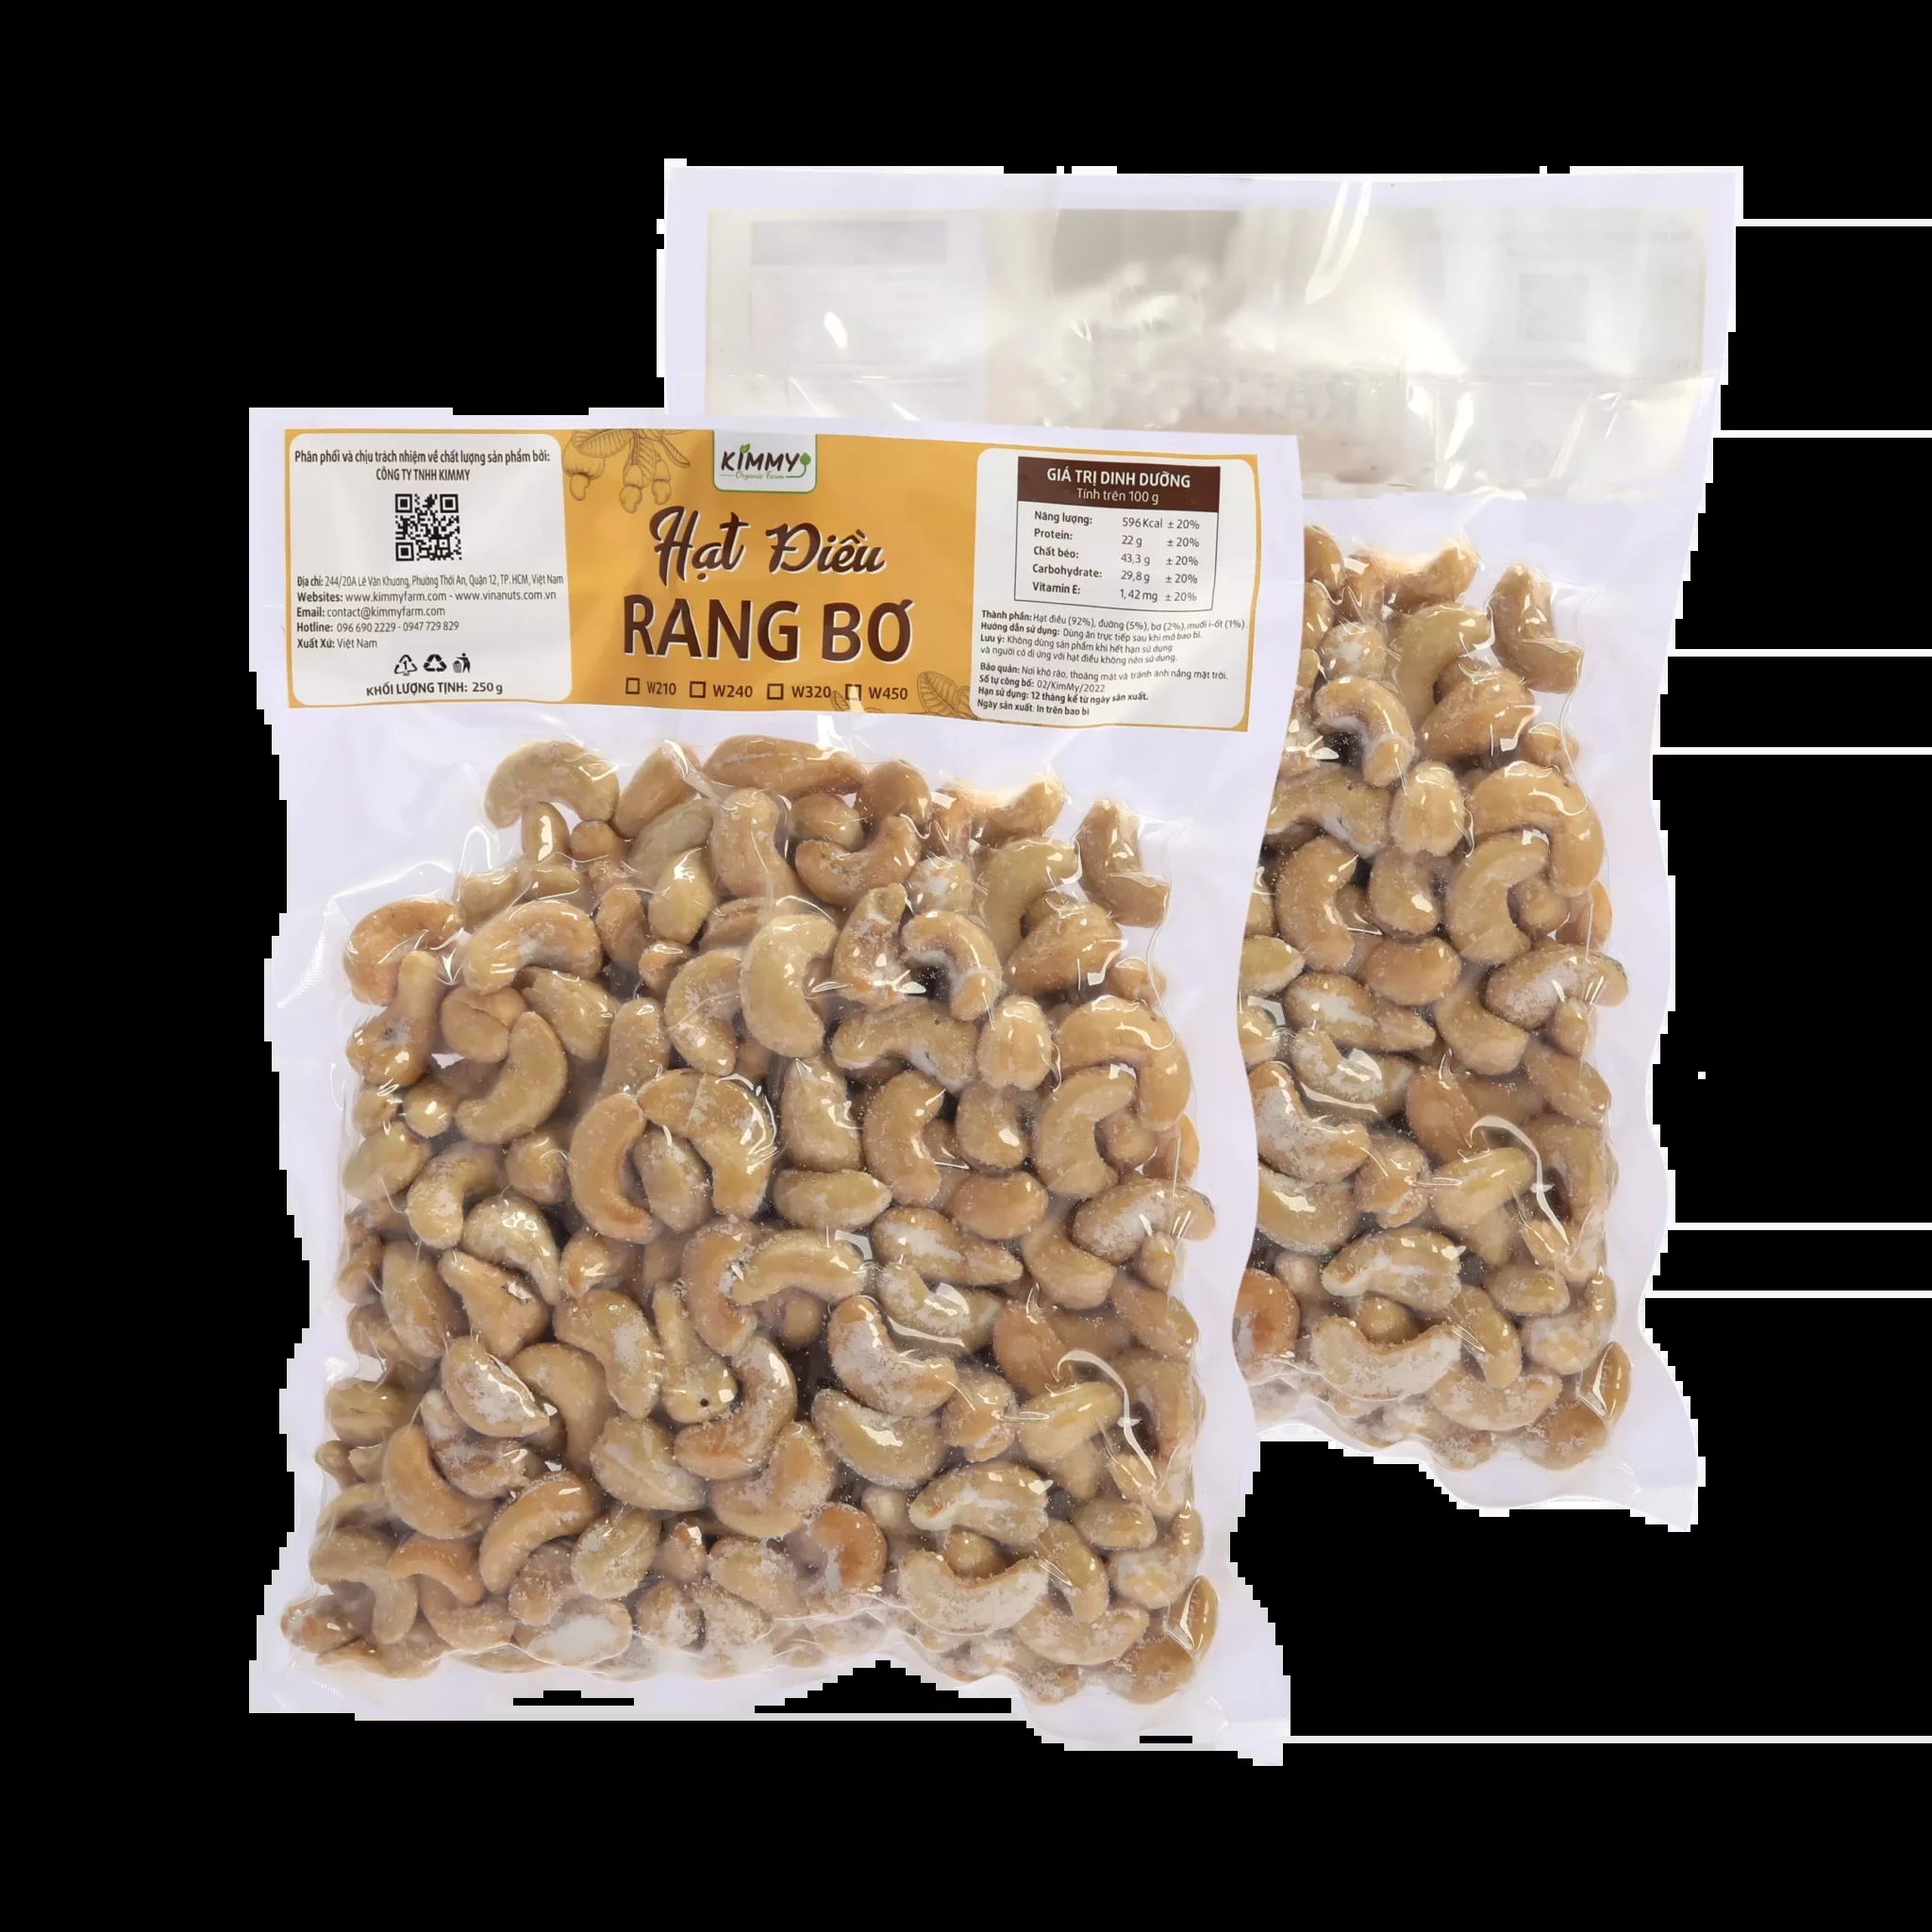 Phân phối và chịu trách nhiệm về chất lượng sản phẩm bởi:
CÔNG TY TNHH KIMMY
Địa chỉ: 244/20A Lê Văn Khương, Phường Thới An, Quận 12, TP.HCM, Việt Nam
Websites: www.kimmyfarm.com - www.vinanuts.com.vn
Email: contact@kimmyfarm.com
Hotline: 096 690 2229 - 0947 729 829
Xuất Xứ: Việt Nam
KHỐI LƯỢNG TỊNH: 250 g
KIMMY
Organic Farm
Hạt Điều
RANG BƠ
W210 W240 W320 W450
GIÁ TRỊ DINH DƯỠNG
Tính trên 100 g
Năng lượng: 596 Kcal ± 20%
Protein: 22 g ± 20%
Chất béo: 43,3 g ± 20%
Carbohydrate: 29,8 g ± 20%
Vitamin E: 1,42 mg ± 20%
Thành phần: Hạt điều (92%), đường (5%), bơ (2%), muối i-ốt (1%).
Hướng dẫn sử dụng: Dùng ăn trực tiếp sau khi mở bao bì.
Lưu ý: Không dùng sản phẩm khi hết hạn sử dụng
và người có dị ứng với hạt điều không nên sử dụng.
Bảo quản: Nơi khô ráo, thoáng mát và tránh ánh nắng mặt trời.
Số tự công bố: 02/KimMy/2022
Hạn sử dụng: 12 tháng kể từ ngày sản xuất.
Ngày sản xuất: In trên bao bì